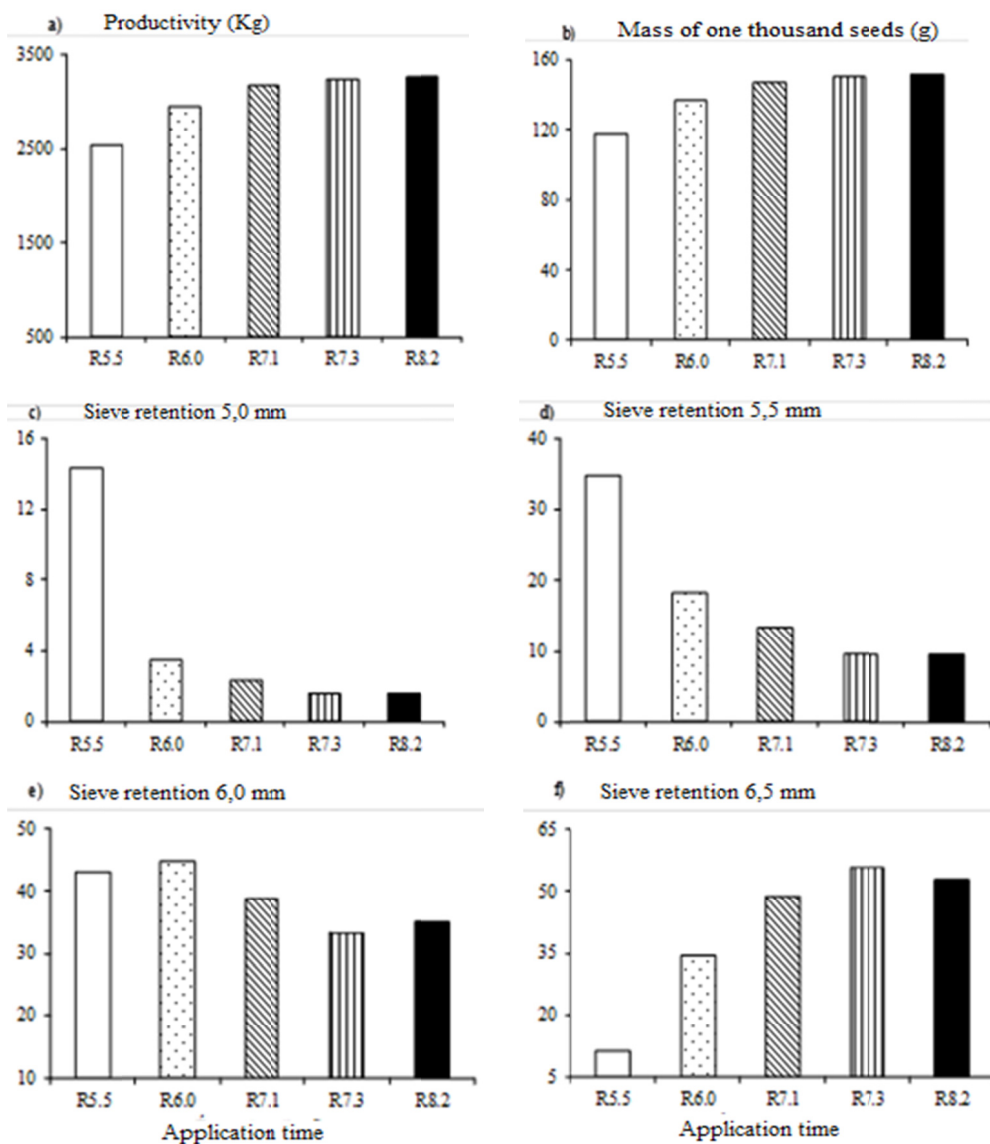 a) Productivity (Kg)
3500
2500
1500
500
R5.5 R6.0 R7.1 R7.3 R8.2
b) Mass of one thousand seeds (g)
160
120
80
40
0
R5.5 R6.0 R7.1 R7.3 R8.2
c) Sieve retention 5,0 mm
16
12
8
4
0
R5.5 R6.0 R7.1 R7.3 R8.2
d) Sieve retention 5,5 mm
40
30
20
10
0
R5.5 R6.0 R7.1 R73 R8.2
e) Sieve retention 6,0 mm
50
40
30
20
10
R5.5 R6.0 R7.1 R7.3 R8.2
Application time
f) Sieve retention 6,5 mm
65
50
35
20
5
R5.5 R6.0 R7.1 R7.3 R8.2
Application time